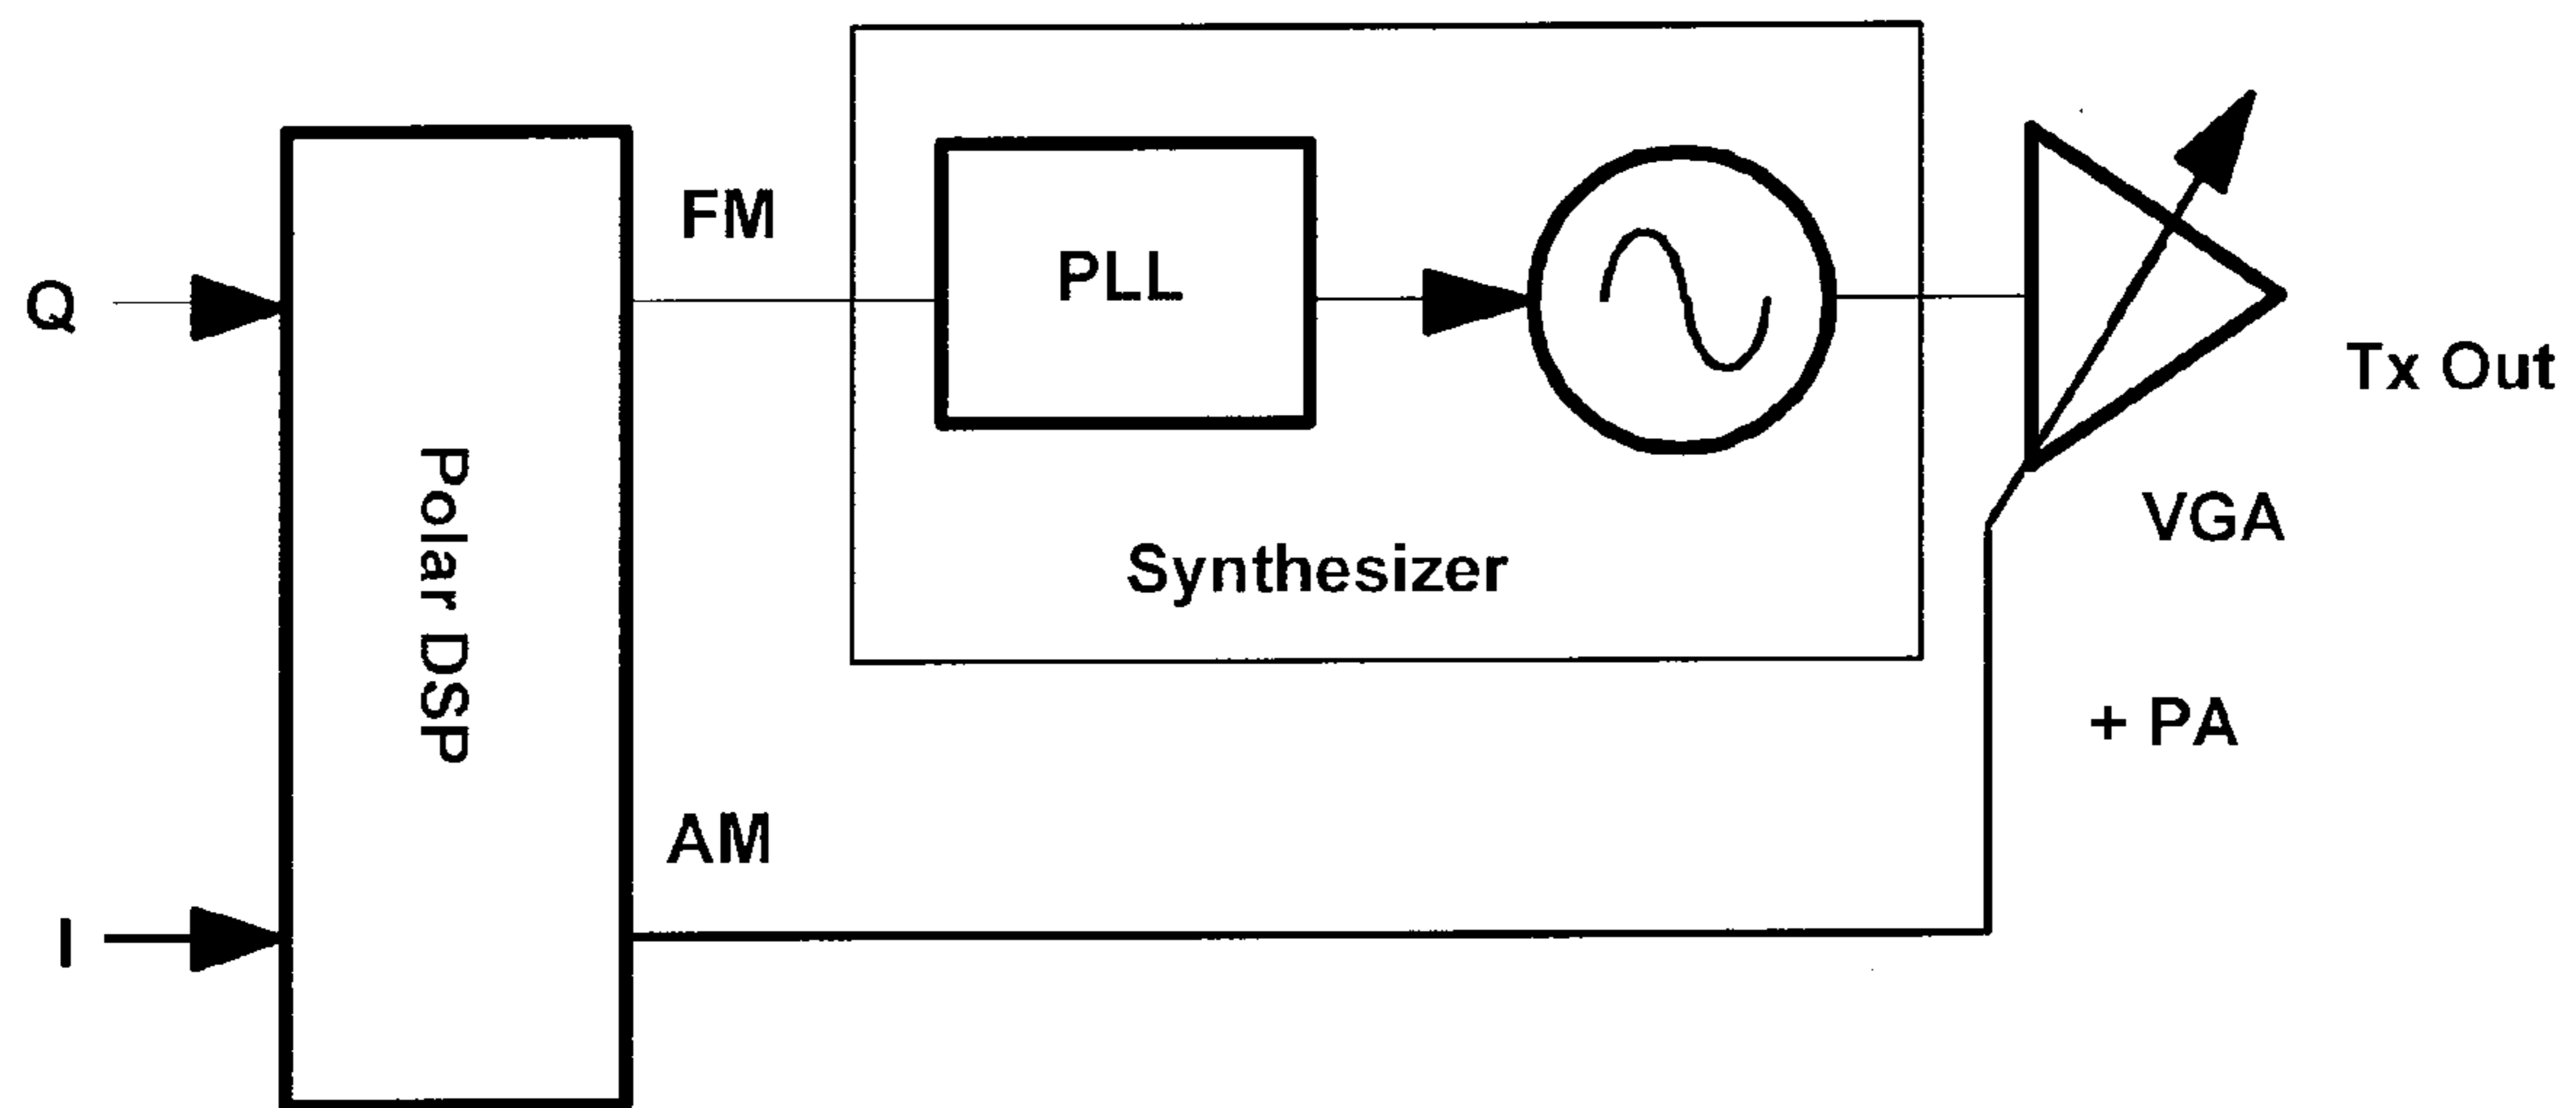 FM
Q
PLL
Tx Out
Polar DSP
VGA
Synthesizer
+ PA
AM
I